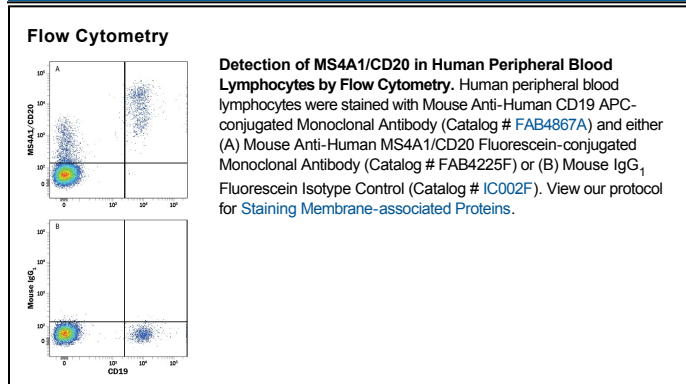 Flow Cytometry
A
MS4A1/CD20
10⁵
10⁴
10³
0
0
10³
10⁴
10⁵
B
Mouse IgG₁
10⁵
10⁴
10³
0
0
10³
10⁴
10⁵
CD19
Detection of MS4A1/CD20 in Human Peripheral Blood
Lymphocytes by Flow Cytometry. Human peripheral blood
lymphocytes were stained with Mouse Anti-Human CD19 APC-
conjugated Monoclonal Antibody (Catalog # FAB4867A) and either
(A) Mouse Anti-Human MS4A1/CD20 Fluorescein-conjugated
Monoclonal Antibody (Catalog # FAB4225F) or (B) Mouse IgG₁
Fluorescein Isotype Control (Catalog # IC002F). View our protocol
for Staining Membrane-associated Proteins.